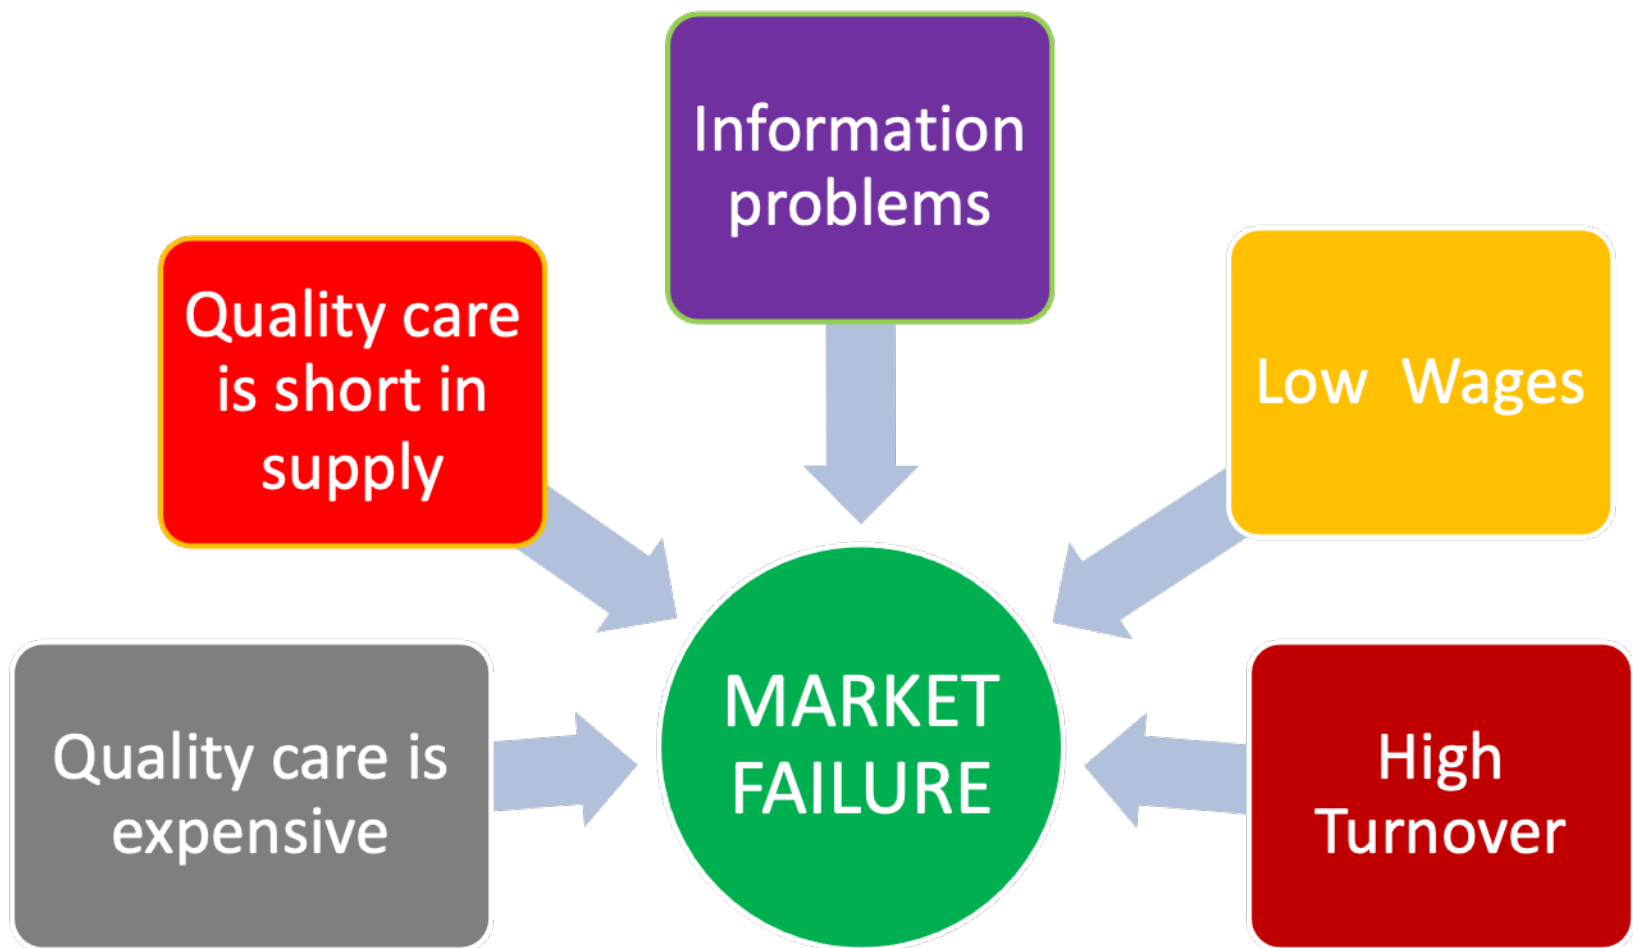 Information
problems
Quality care
is short in
supply
Low  Wages
Quality care is
expensive
MARKET
FAILURE
High
Turnover